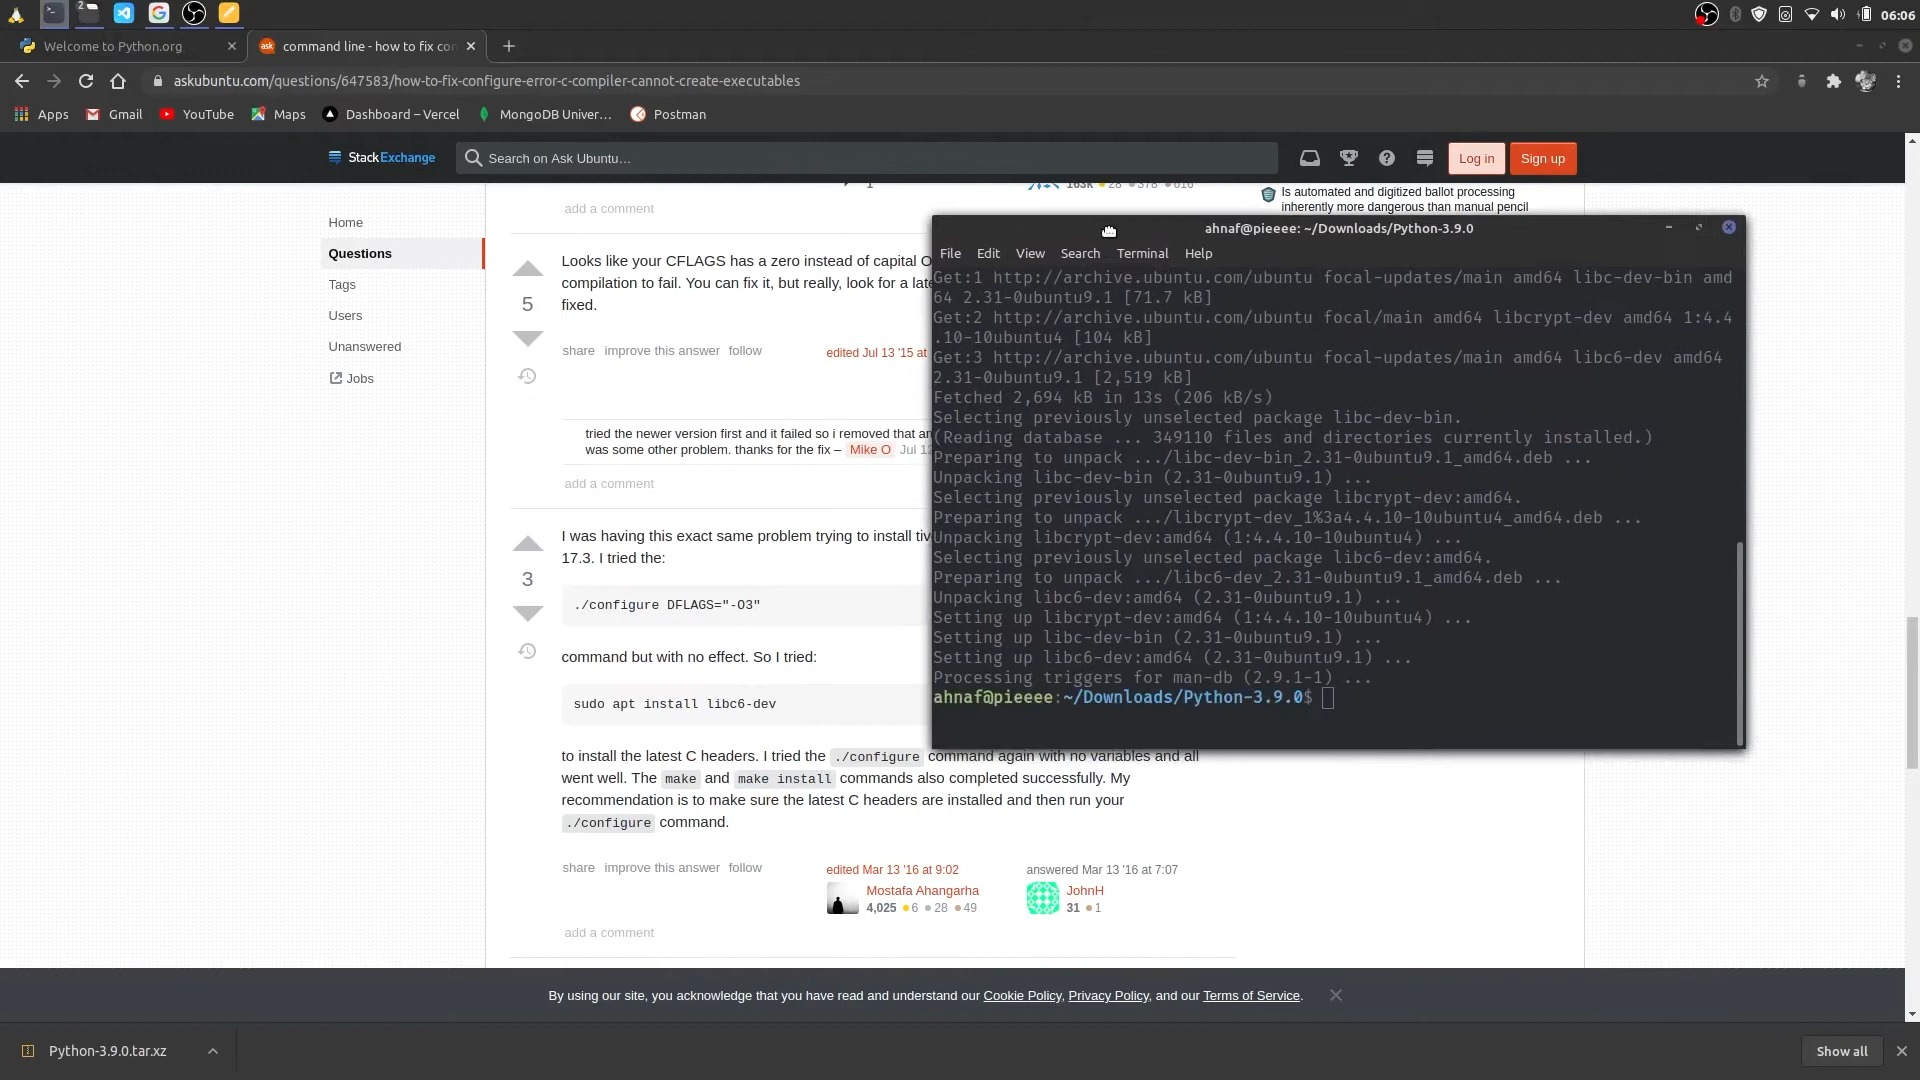 2
06:06
Welcome to Python.org
ask
command line - how to fix con
askubuntu.com/questions/647583/how-to-fix-configure-error-c-compiler-cannot-create-executables
Apps
Gmail
YouTube
Maps
Dashboard – Vercel
MongoDB Univer...
Postman
StackExchange
Search on Ask Ubuntu…
Log in
Sign up
Home
Questions
Tags
Users
Unanswered
Jobs
1
163k 28 378 616
add a comment
Is automated and digitized ballot processing
inherently more dangerous than manual pencil
5
Looks like your CFLAGS has a zero instead of capital O
compilation to fail. You can fix it, but really, look for a
fixed.
share improve this answer follow
edited Jul 13 '15 at
tried the newer version first and it failed so i removed that
was some other problem. thanks for the fix – Mike O Jul
add a comment
3
I was having this exact same problem trying to install
17.3. I tried the:
./configure DFLAGS="-O3"
command but with no effect. So I tried:
sudo apt install libc6-dev
to install the latest C headers. I tried the ./configure command again with no variables and all
went well. The make and make install commands also completed successfully. My
recommendation is to make sure the latest C headers are installed and then run your
./configure command.
share improve this answer follow
edited Mar 13 '16 at 9:02
Mostafa Ahangarha
4,025 6 28 49
answered Mar 13 '16 at 7:07
JohnH
31 1
add a comment
ahnaf@pieeee: ~/Downloads/Python-3.9.0
File Edit View Search Terminal Help
Get:1 http://archive.ubuntu.com/ubuntu focal-updates/main amd64 libc-dev-bin amd
64 2.31-0ubuntu9.1 [71.7 kB]
Get:2 http://archive.ubuntu.com/ubuntu focal/main amd64 libcrypt-dev amd64 1:4.4
.10-10ubuntu4 [104 kB]
Get:3 http://archive.ubuntu.com/ubuntu focal-updates/main amd64 libc6-dev amd64
2.31-0ubuntu9.1 [2,519 kB]
Fetched 2,694 kB in 13s (206 kB/s)
Selecting previously unselected package libc-dev-bin.
(Reading database ... 349110 files and directories currently installed.)
Preparing to unpack .../libc-dev-bin_2.31-0ubuntu9.1_amd64.deb ...
Unpacking libc-dev-bin (2.31-0ubuntu9.1) ...
Selecting previously unselected package libcrypt-dev:amd64.
Preparing to unpack .../libcrypt-dev_1%3a4.4.10-10ubuntu4_amd64.deb ...
Unpacking libcrypt-dev:amd64 (1:4.4.10-10ubuntu4) ...
Selecting previously unselected package libc6-dev:amd64.
Preparing to unpack .../libc6-dev_2.31-0ubuntu9.1_amd64.deb ...
Unpacking libc6-dev:amd64 (2.31-0ubuntu9.1) ...
Setting up libcrypt-dev:amd64 (1:4.4.10-10ubuntu4) ...
Setting up libc-dev-bin (2.31-0ubuntu9.1) ...
Setting up libc6-dev:amd64 (2.31-0ubuntu9.1) ...
Processing triggers for man-db (2.9.1-1) ...
ahnaf@pieeee:~/Downloads/Python-3.9.0$
By using our site, you acknowledge that you have read and understand our Cookie Policy, Privacy Policy, and our Terms of Service.
Python-3.9.0.tar.xz
Show all